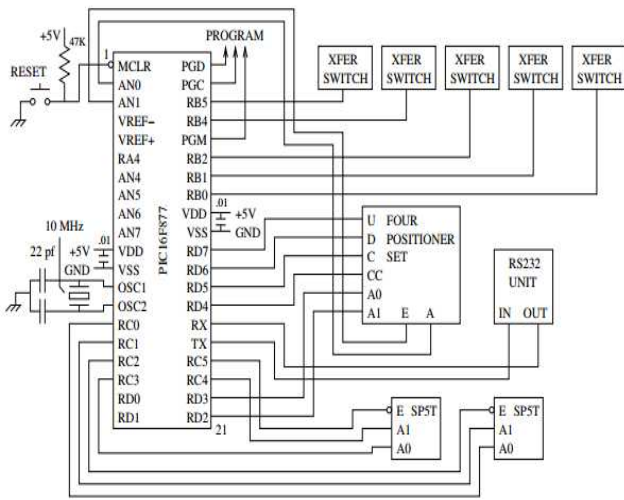 +5V
47K
RESET
1
MCLR
AN0
AN1
VREF−
VREF+
RA4
AN4
AN5
AN6
AN7
VDD
VSS
OSC1
OSC2
RC0
RC1
RC2
RC3
RD0
RD1
PIC16F877
PGD
PGC
RB5
RB4
PGM
RB2
RB1
RB0
VDD
VSS
RD7
RD6
RD5
RD4
RX
TX
RC5
RC4
RD3
RD2
21
PROGRAM
.01
+5V
GND
10 MHz
22 pf
.01
+5V
GND
XFER
SWITCH
XFER
SWITCH
XFER
SWITCH
XFER
SWITCH
XFER
SWITCH
U FOUR
D POSITIONER
C SET
CC
A0
A1 E A
RS232
UNIT
IN OUT
E SP5T
A1
A0
E SP5T
A1
A0